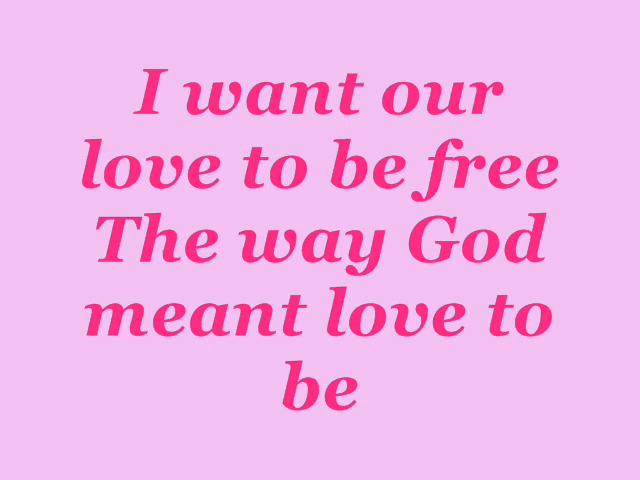 I want our
love to be free
The way God
meant love to
be